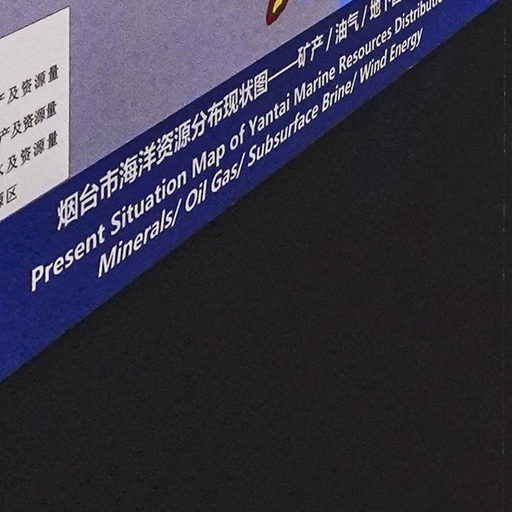 产及资源量
产及资源量
及资源量
源区
烟台市海洋资源分布现状图——矿产/油气/地下
Present Situation Map of Yantai Marine Resources Distribution
Minerals/ Oil Gas/ Subsurface Brine/ Wind Energy